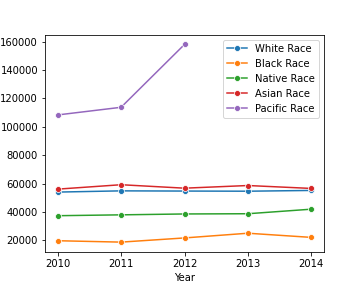 160000
140000
120000
100000
80000
60000
40000
20000
White Race
Black Race
Native Race
Asian Race
Pacific Race
2010 2011 2012 2013 2014
Year